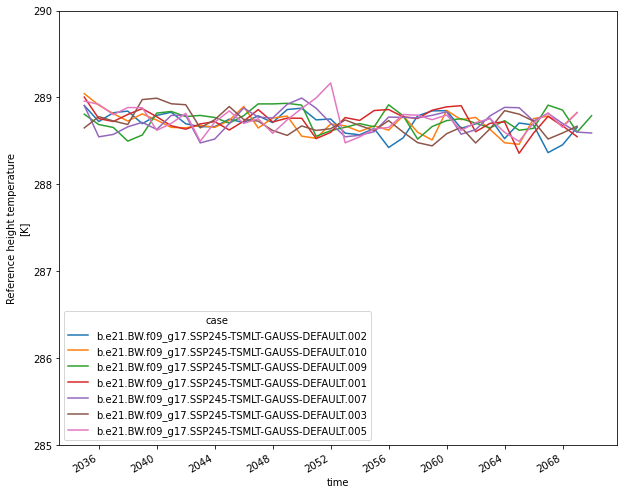 290
289
288
287
286
285
Reference height temperature
[K]
case
b.e21.BW.f09_g17.SSP245-TSMLT-GAUSS-DEFAULT.002
b.e21.BW.f09_g17.SSP245-TSMLT-GAUSS-DEFAULT.010
b.e21.BW.f09_g17.SSP245-TSMLT-GAUSS-DEFAULT.009
b.e21.BW.f09_g17.SSP245-TSMLT-GAUSS-DEFAULT.001
b.e21.BW.f09_g17.SSP245-TSMLT-GAUSS-DEFAULT.007
b.e21.BW.f09_g17.SSP245-TSMLT-GAUSS-DEFAULT.003
b.e21.BW.f09_g17.SSP245-TSMLT-GAUSS-DEFAULT.005
2036 2040 2044 2048 2052 2056 2060 2064 2068
time